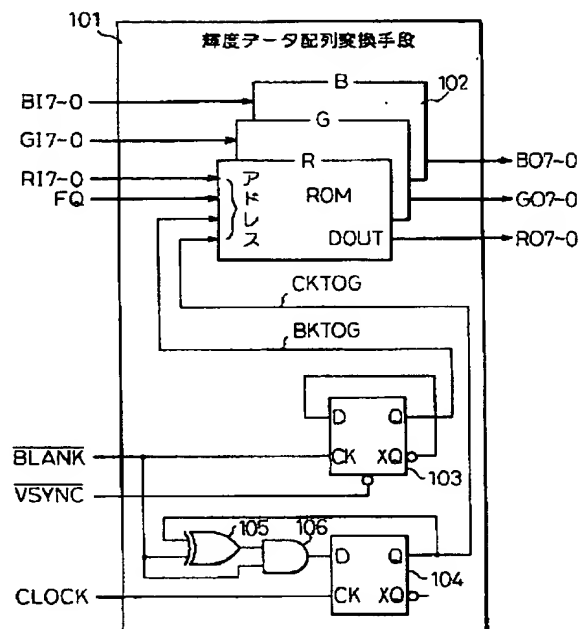 101
輝度データ配列変換手段
B
102
BI7~0
G
GI7~0
R
BO7~0
RI7~0
アドレス
ROM
FQ
GO7~0
DOUT
RO7~0
CKTOG
BKTOG
D
Q
BLANK
CK
XQ
103
VSYNC
105
106
D
Q
104
CLOCK
CK
XQ